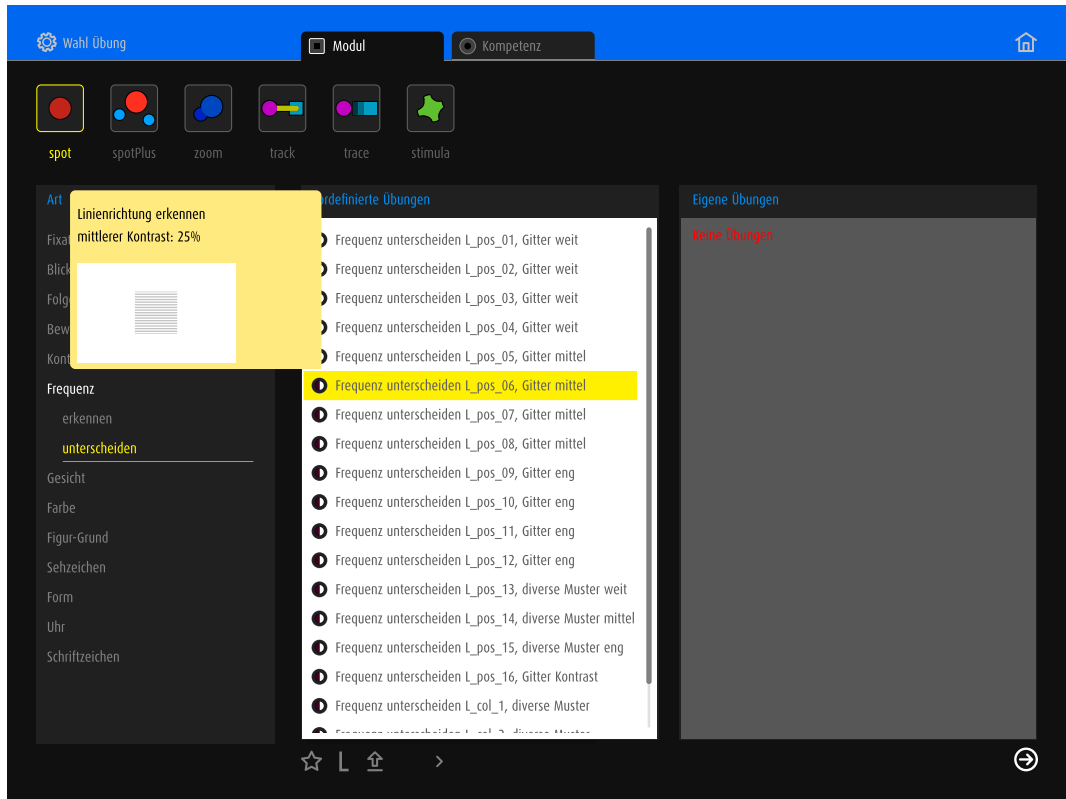 Wahl Übung
Modul
Kompetenz
spot
spotPlus
zoom
track
trace
stimula
Art
Linienrichtung erkennen
mittlerer Kontrast: 25%
Frequenz
erkennen
unterscheiden
Gesicht
Farbe
Figur-Grund
Sehzeichen
Form
Uhr
Schriftzeichen
rdefinierte Übungen
Frequenz unterscheiden L_pos_01, Gitter weit
Frequenz unterscheiden L_pos_02, Gitter weit
Frequenz unterscheiden L_pos_03, Gitter weit
Frequenz unterscheiden L_pos_04, Gitter weit
Frequenz unterscheiden L_pos_05, Gitter mittel
Frequenz unterscheiden L_pos_06, Gitter mittel
Frequenz unterscheiden L_pos_07, Gitter mittel
Frequenz unterscheiden L_pos_08, Gitter mittel
Frequenz unterscheiden L_pos_09, Gitter eng
Frequenz unterscheiden L_pos_10, Gitter eng
Frequenz unterscheiden L_pos_11, Gitter eng
Frequenz unterscheiden L_pos_12, Gitter eng
Frequenz unterscheiden L_pos_13, diverse Muster weit
Frequenz unterscheiden L_pos_14, diverse Muster mittel
Frequenz unterscheiden L_pos_15, diverse Muster eng
Frequenz unterscheiden L_pos_16, Gitter Kontrast
Frequenz unterscheiden L_col_1, diverse Muster
Eigene Übungen
Keine Übungen
L